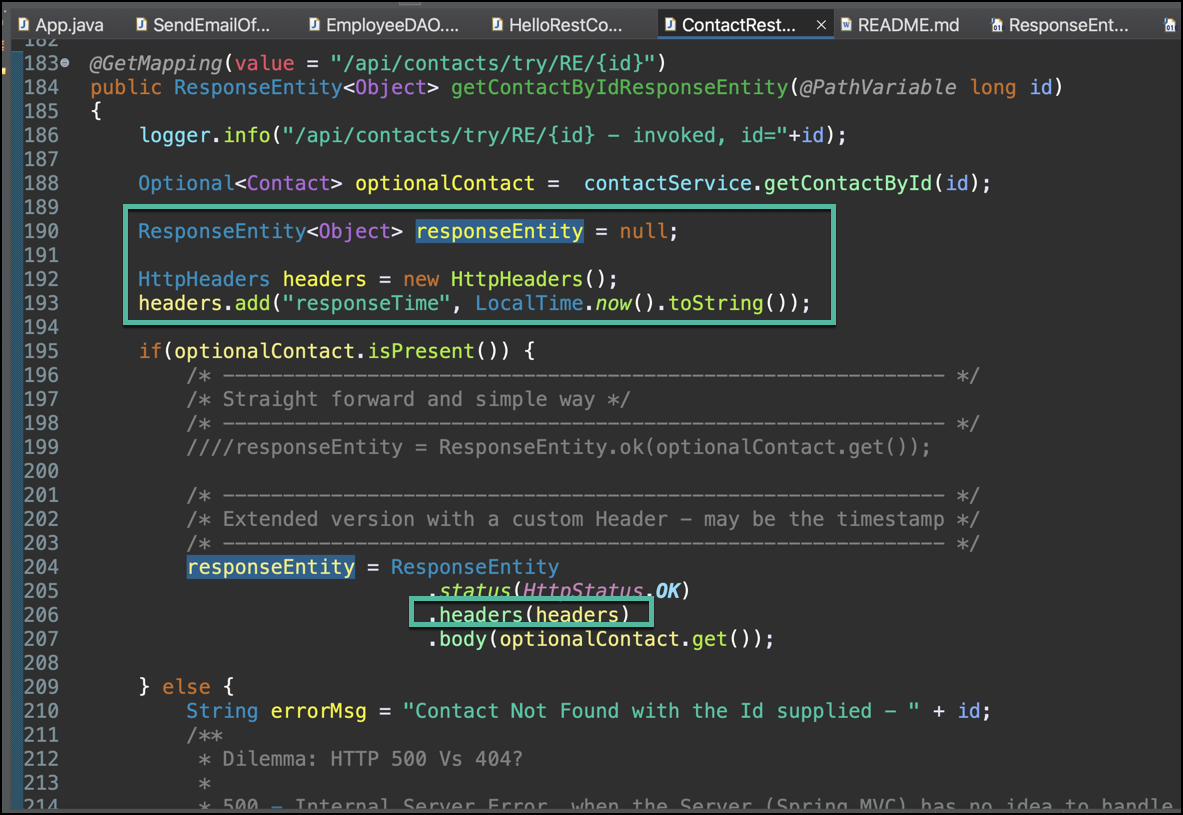 App.java SendEmailOf... EmployeeDAO.... HelloRestCo... ContactRest... × README.md ResponseEnt...
182
183 @GetMapping(value = "/api/contacts/try/RE/{id}")
184 public ResponseEntity<Object> getContactByIdResponseEntity(@PathVariable long id)
185 {
186 logger.info("/api/contacts/try/RE/{id} – invoked, id="+id);
187
188 Optional<Contact> optionalContact =  contactService.getContactById(id);
189
190 ResponseEntity<Object> responseEntity = null;
191
192 HttpHeaders headers = new HttpHeaders();
193 headers.add("responseTime", LocalTime.now().toString());
194
195 if(optionalContact.isPresent()) {
196 /* ------------------------------------------------------------ */
197 /* Straight forward and simple way */
198 /* ------------------------------------------------------------ */
199 ////responseEntity = ResponseEntity.ok(optionalContact.get());
200
201 /* ------------------------------------------------------------ */
202 /* Extended version with a custom Header – may be the timestamp */
203 /* ------------------------------------------------------------ */
204 responseEntity = ResponseEntity
205 .status(HttpStatus.OK)
206 .headers(headers)
207 .body(optionalContact.get());
208
209 } else {
210 String errorMsg = "Contact Not Found with the Id supplied – " + id;
211 /**
212 * Dilemma: HTTP 500 Vs 404?
213 *
214 * 500 – Internal Server Error, when the Server (Spring MVC) has no idea to handle